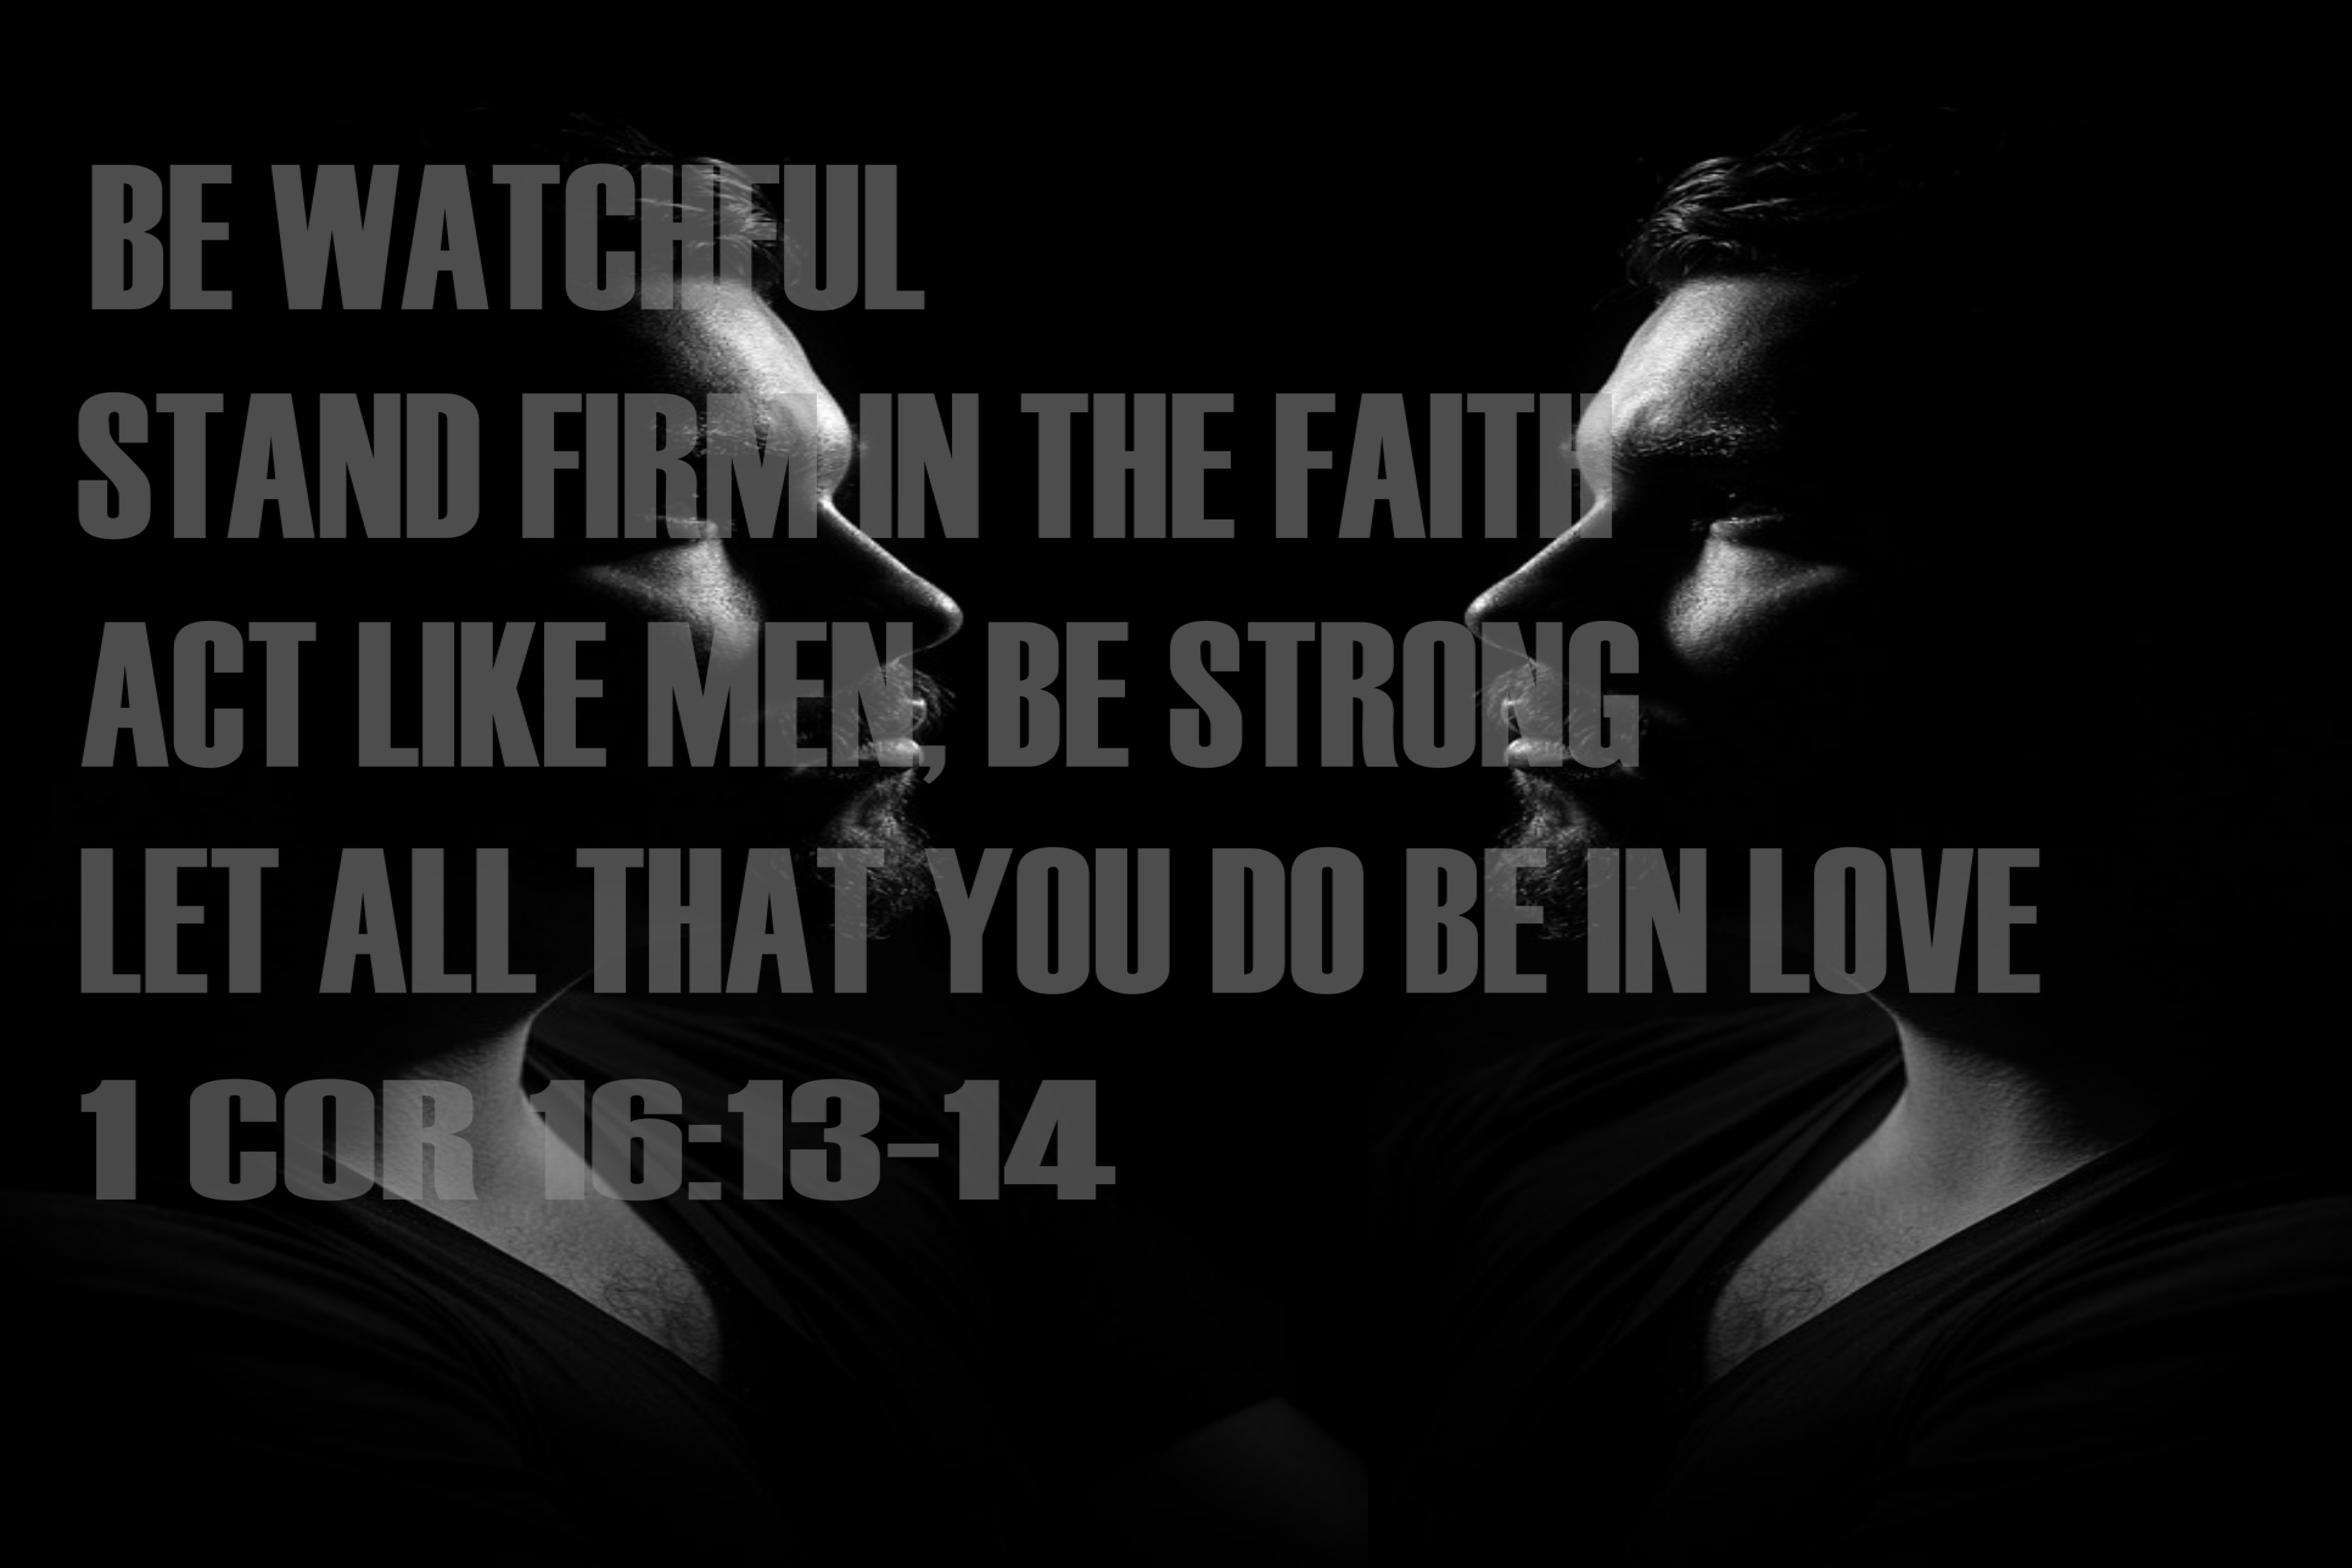 BE WATCHFUL
STAND FIRM IN THE FAITH
ACT LIKE MEN, BE STRONG
LET ALL THAT YOU DO BE IN LOVE
1 COR 16:13-14